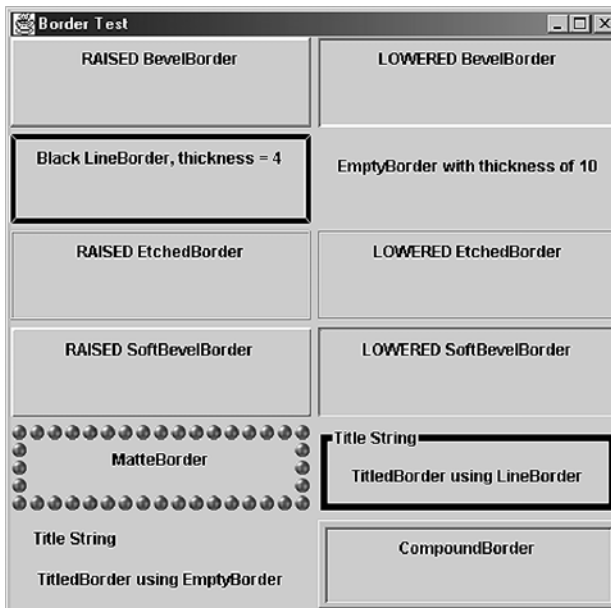 Border Test
RAISED BevelBorder
LOWERED BevelBorder
Black LineBorder, thickness = 4
EmptyBorder with thickness of 10
RAISED EtchedBorder
LOWERED EtchedBorder
RAISED SoftBevelBorder
LOWERED SoftBevelBorder
MatteBorder
Title String
TitledBorder using LineBorder
Title String
TitledBorder using EmptyBorder
CompoundBorder